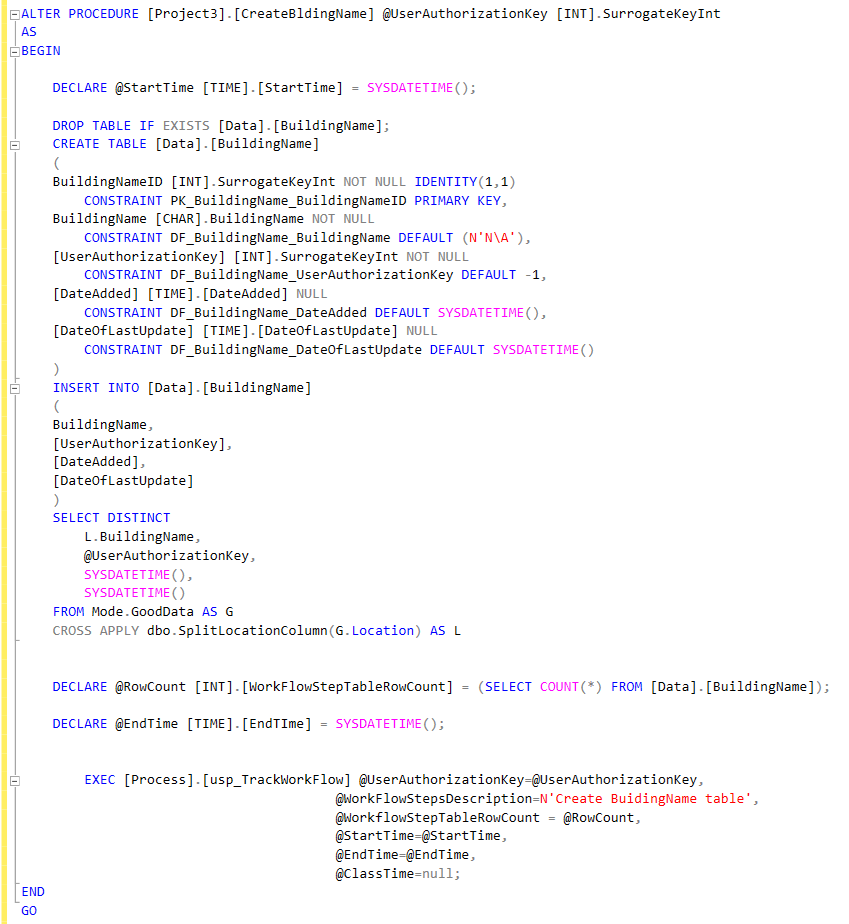 ALTER PROCEDURE [Project3].[CreateBldingName] @UserAuthorizationKey [INT].SurrogateKeyInt
AS
BEGIN
DECLARE @StartTime [TIME].[StartTime] = SYSDATETIME();
DROP TABLE IF EXISTS [Data].[BuildingName];
CREATE TABLE [Data].[BuildingName]
(
BuildingNameID [INT].SurrogateKeyInt NOT NULL IDENTITY(1,1)
CONSTRAINT PK_BuildingName_BuildingNameID PRIMARY KEY,
BuildingName [CHAR].BuildingName NOT NULL
CONSTRAINT DF_BuildingName_BuildingName DEFAULT (N'N\A'),
[UserAuthorizationKey] [INT].SurrogateKeyInt NOT NULL
CONSTRAINT DF_BuildingName_UserAuthorizationKey DEFAULT -1,
[DateAdded] [TIME].[DateAdded] NULL
CONSTRAINT DF_BuildingName_DateAdded DEFAULT SYSDATETIME(),
[DateOfLastUpdate] [TIME].[DateOfLastUpdate] NULL
CONSTRAINT DF_BuildingName_DateOfLastUpdate DEFAULT SYSDATETIME()
)
INSERT INTO [Data].[BuildingName]
(
BuildingName,
[UserAuthorizationKey],
[DateAdded],
[DateOfLastUpdate]
)
SELECT DISTINCT
L.BuildingName,
@UserAuthorizationKey,
SYSDATETIME(),
SYSDATETIME()
FROM Mode.GoodData AS G
CROSS APPLY dbo.SplitLocationColumn(G.Location) AS L
DECLARE @RowCount [INT].[WorkFlowStepTableRowCount] = (SELECT COUNT(*) FROM [Data].[BuildingName]);
DECLARE @EndTime [TIME].[EndTIme] = SYSDATETIME();
EXEC [Process].[usp_TrackWorkFlow] @UserAuthorizationKey=@UserAuthorizationKey,
@WorkFlowStepsDescription=N'Create BuidingName table',
@WorkflowStepTableRowCount = @RowCount,
@StartTime=@StartTime,
@EndTime=@EndTime,
@ClassTime=null;
END
GO